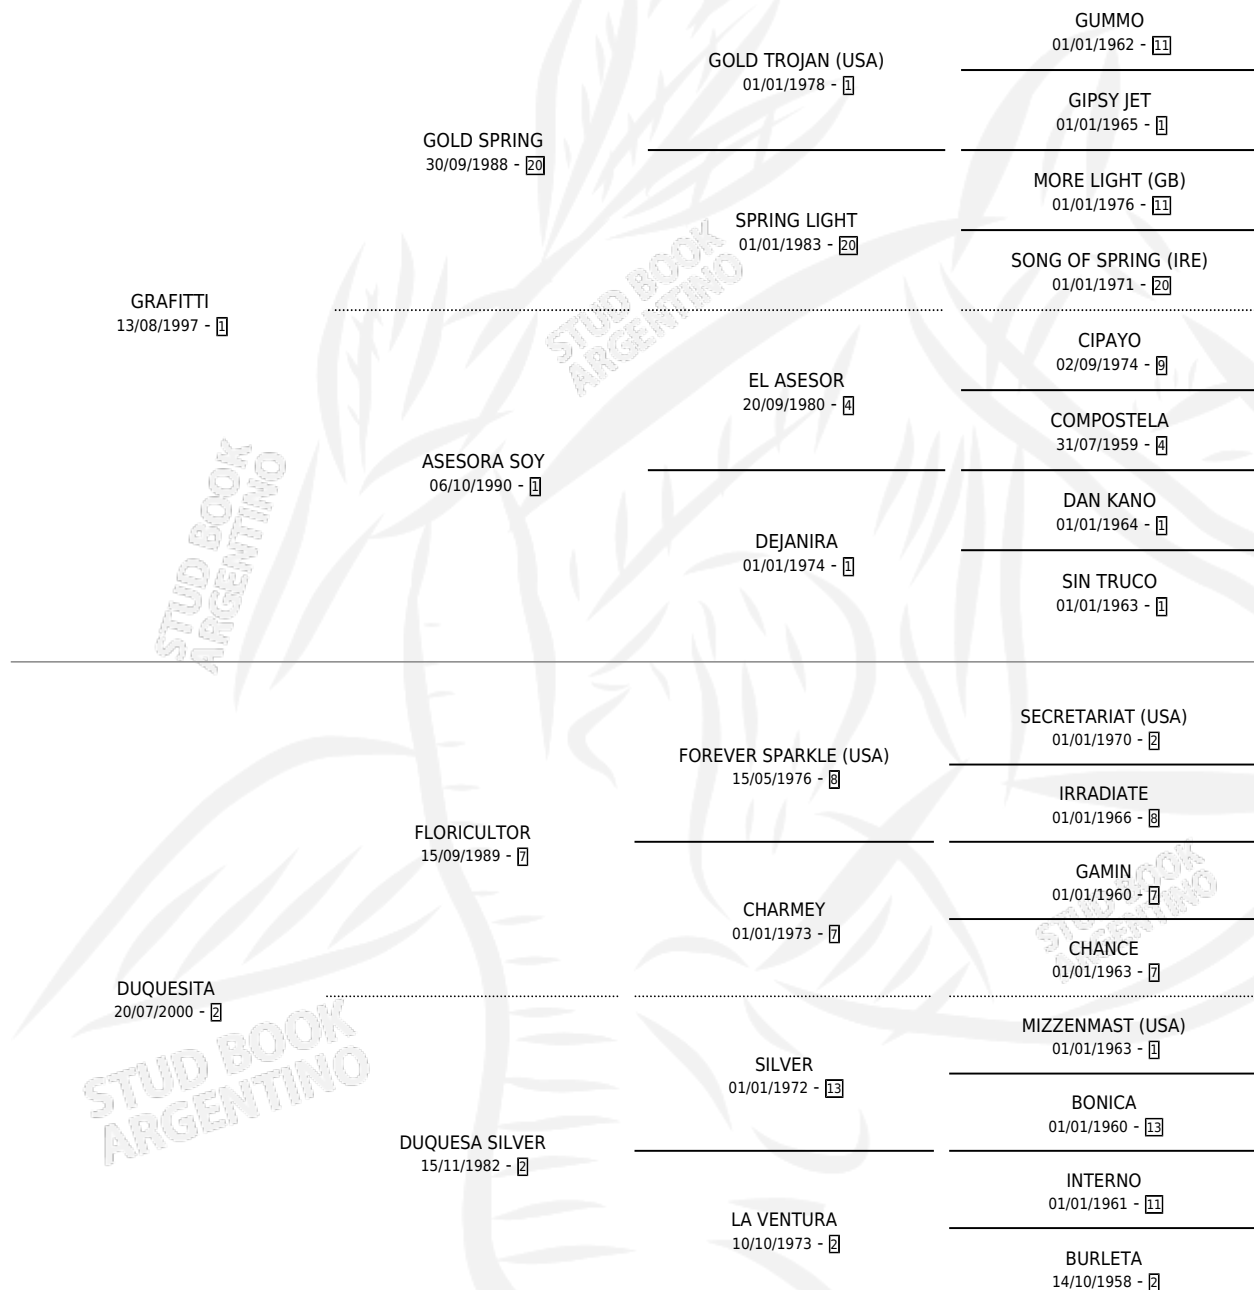 GUMMO
01/01/1962 - 11
GOLD TROJAN (USA)
01/01/1978 - 1
GIPSY JET
01/01/1965 - 1
GOLD SPRING
30/09/1988 - 20
MORE LIGHT (GB)
01/01/1976 - 11
SPRING LIGHT
01/01/1983 - 20
SONG OF SPRING (IRE)
01/01/1971 - 20
GRAFITTI
13/08/1997 - 1
CIPAYO
02/09/1974 - 9
EL ASESOR
20/09/1980 - 4
COMPOSTELA
31/07/1959 - 4
ASESORA SOY
06/10/1990 - 1
DAN KANO
01/01/1964 - 1
DEJANIRA
01/01/1974 - 1
SIN TRUCO
01/01/1963 - 1
SECRETARIAT (USA)
01/01/1970 - 2
FOREVER SPARKLE (USA)
15/05/1976 - 8
IRRADIATE
01/01/1966 - 8
FLORICULTOR
15/09/1989 - 7
GAMIN
01/01/1960 - 7
CHARMEY
01/01/1973 - 7
CHANCE
01/01/1963 - 7
DUQUESITA
20/07/2000 - 2
MIZZENMAST (USA)
01/01/1963 - 1
SILVER
01/01/1972 - 13
BONICA
01/01/1960 - 13
DUQUESA SILVER
15/11/1982 - 2
INTERNO
01/01/1961 - 11
LA VENTURA
10/10/1973 - 2
BURLETA
14/10/1958 - 2
STUD BOOK
ARGENTINO
STUD BOOK
ARGENTINO
STUD BOOK
ARGENTINO
STUD BOOK
ARGENTINO